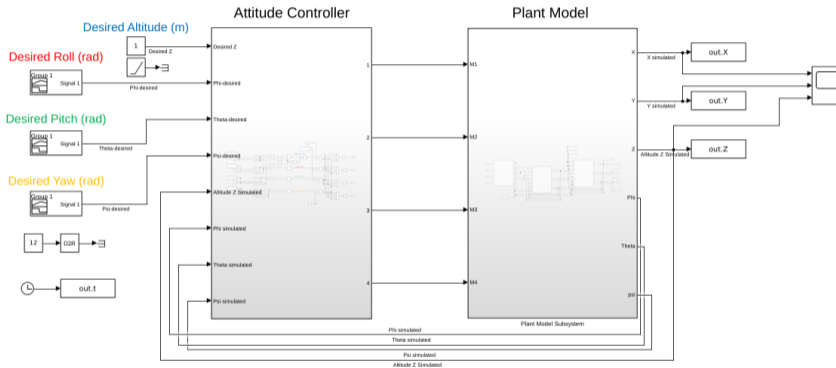 Attitude Controller
Plant Model
Desired Altitude (m)
1
Desired Z
Desired Z
Desired Roll (rad)
Group 1
Signal 1
Phi-desired
Phi-desired
Desired Pitch (rad)
Group 1
Signal 1
Theta-desired
Theta-desired
Desired Yaw (rad)
Group 1
Signal 1
Psi-desired
Psi-desired
Altitude Z Simulated
Phi simulated
Theta simulated
Psi simulated
12
D2R
out.t
1
2
3
4
M1
M2
M3
M4
X
X simulated
out.X
Y
Y simulated
out.Y
Z
Altitude Z Simulated
out.Z
Phi
Theta
psi
Plant Model Subsystem
Phi simulated
Theta simulated
Psi simulated
Altitude Z Simulated